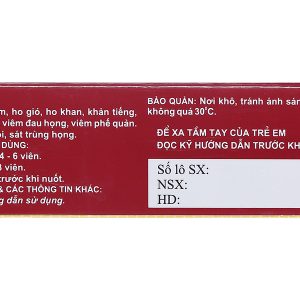 m, ho gió, ho khan, khản tiếng,
viêm đau họng, viêm phế quản.
i, sát trùng họng.
DÙNG:
4 - 6 viên.
viên.
trước khi nuốt.
& CÁC THÔNG TIN KHÁC:
dẫn sử dụng.
BẢO QUẢN: Nơi khô, tránh ánh sán
không quá 30°C.
ĐỂ XA TẦM TAY CỦA TRẺ EM
ĐỌC KỸ HƯỚNG DẪN TRƯỚC KH
Số lô SX:
NSX:
HD: